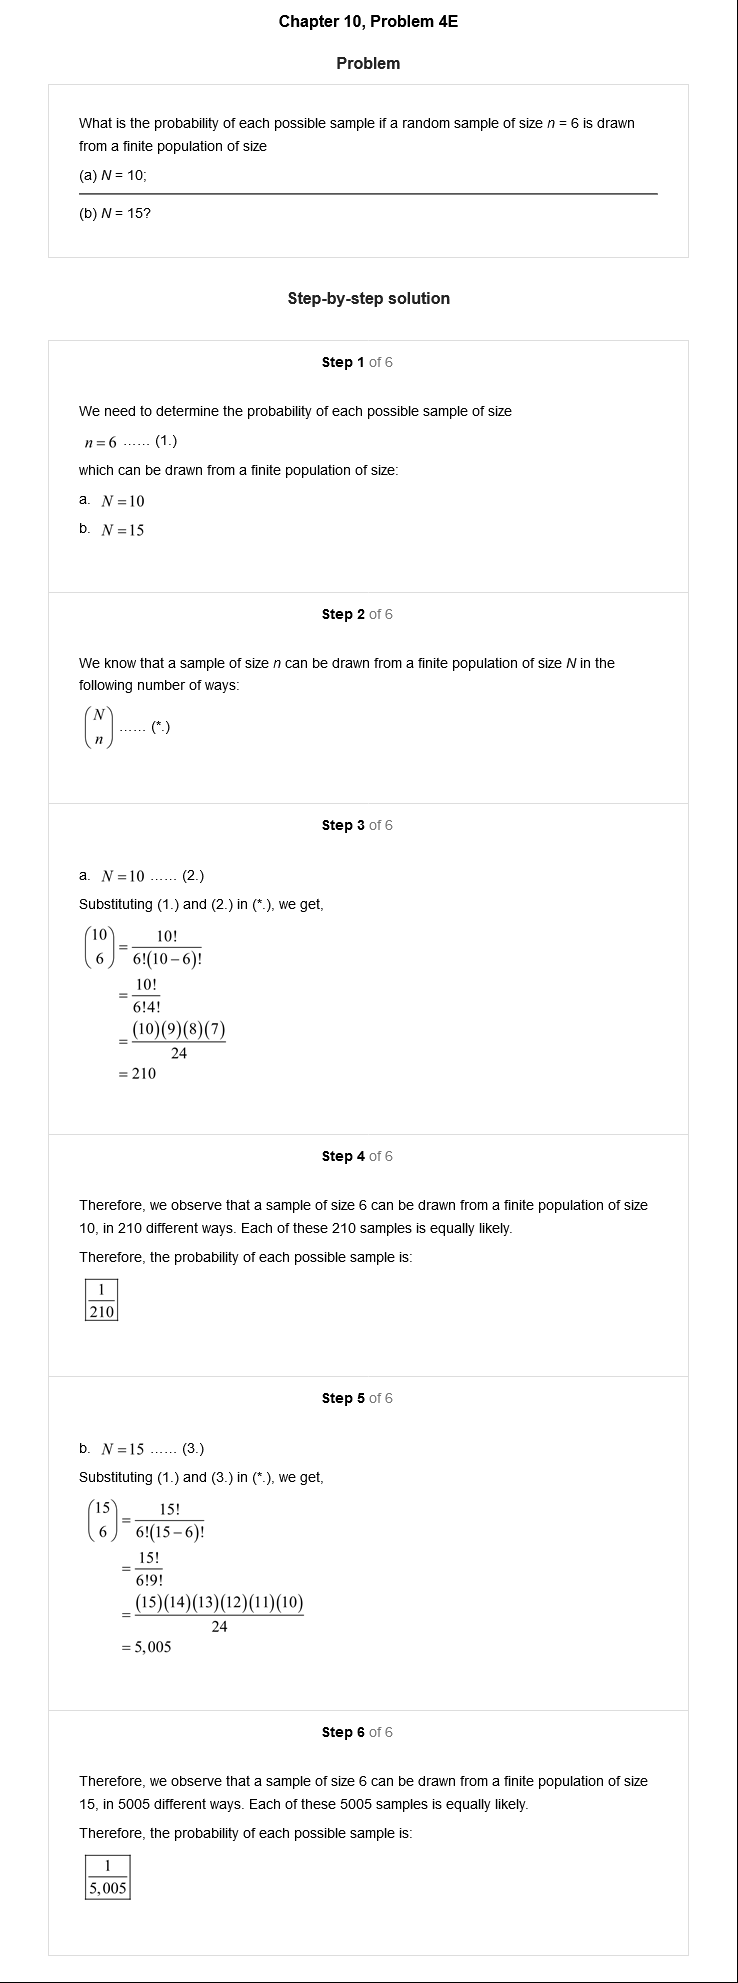 Chapter 10, Problem 4E
Problem
What is the probability of each possible sample if a random sample of size n = 6 is drawn
from a finite population of size
(a) N = 10;
(b) N = 15?
Step-by-step solution
Step 1 of 6
We need to determine the probability of each possible sample of size
n = 6 …… (1.)
which can be drawn from a finite population of size:
a. N = 10
b. N = 15
Step 2 of 6
We know that a sample of size n can be drawn from a finite population of size N in the
following number of ways:
(N
n) …… (*.)
Step 3 of 6
a. N = 10 …… (2.)
Substituting (1.) and (2.) in (*.), we get,
(10
6) = 10! / 6!(10 − 6)!
= 10! / 6!4!
= (10)(9)(8)(7) / 24
= 210
Step 4 of 6
Therefore, we observe that a sample of size 6 can be drawn from a finite population of size
10, in 210 different ways. Each of these 210 samples is equally likely.
Therefore, the probability of each possible sample is:
1
210
Step 5 of 6
b. N = 15 …… (3.)
Substituting (1.) and (3.) in (*.), we get,
(15
6) = 15! / 6!(15 − 6)!
= 15! / 6!9!
= (15)(14)(13)(12)(11)(10) / 24
= 5,005
Step 6 of 6
Therefore, we observe that a sample of size 6 can be drawn from a finite population of size
15, in 5005 different ways. Each of these 5005 samples is equally likely.
Therefore, the probability of each possible sample is:
1
5,005